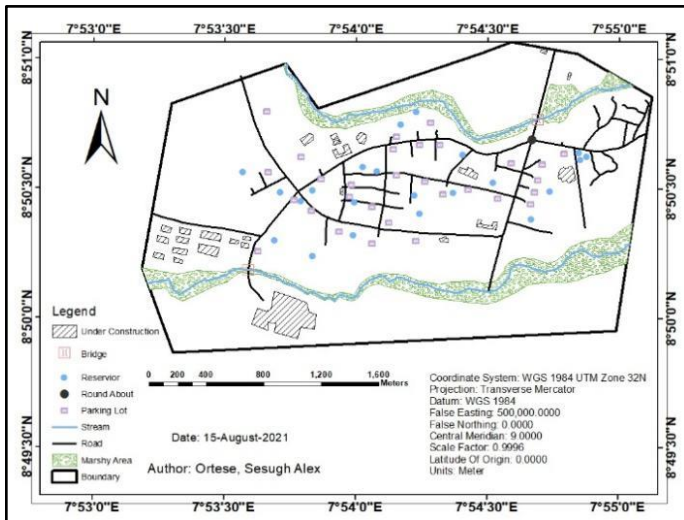 7°53'0"N 7°53'30"N 7°54'0"N 7°54'30"N 7°55'0"N
8°51'0"N 8°51'0"N
N
8°50'30"N 8°50'30"N
8°50'0"N 8°50'0"N
8°49'30"N 8°49'30"N
Legend
Under Construction
Bridge
Reservior
Round About
Parking Lot
Stream
Road
Marshy Area
Boundary
0 200 400 800 1,200 1,600
Meters
Date: 15-August-2021
Author: Ortese, Sesugh Alex
Coordinate System: WGS 1984 UTM Zone 32N
Projection: Transverse Mercator
Datum: WGS 1984
False Easting: 500,000.0000
False Northing: 0.0000
Central Meridian: 9.0000
Scale Factor: 0.9996
Latitude Of Origin: 0.0000
Units: Meter
7°53'0"N 7°53'30"N 7°54'0"N 7°54'30"N 7°55'0"N